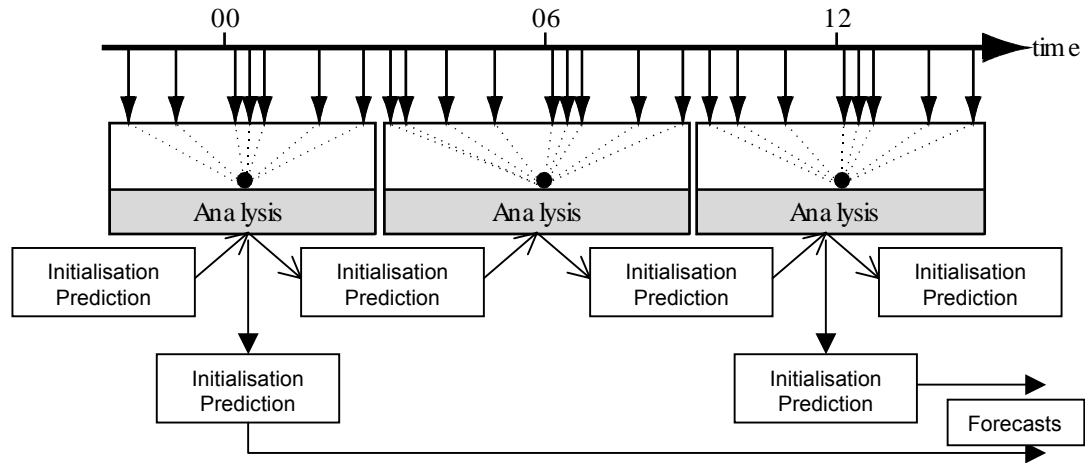 00 06 12
time
Analysis Analysis Analysis
Initialisation
Prediction
Initialisation
Prediction
Initialisation
Prediction
Initialisation
Prediction
Initialisation
Prediction
Initialisation
Prediction
Forecasts